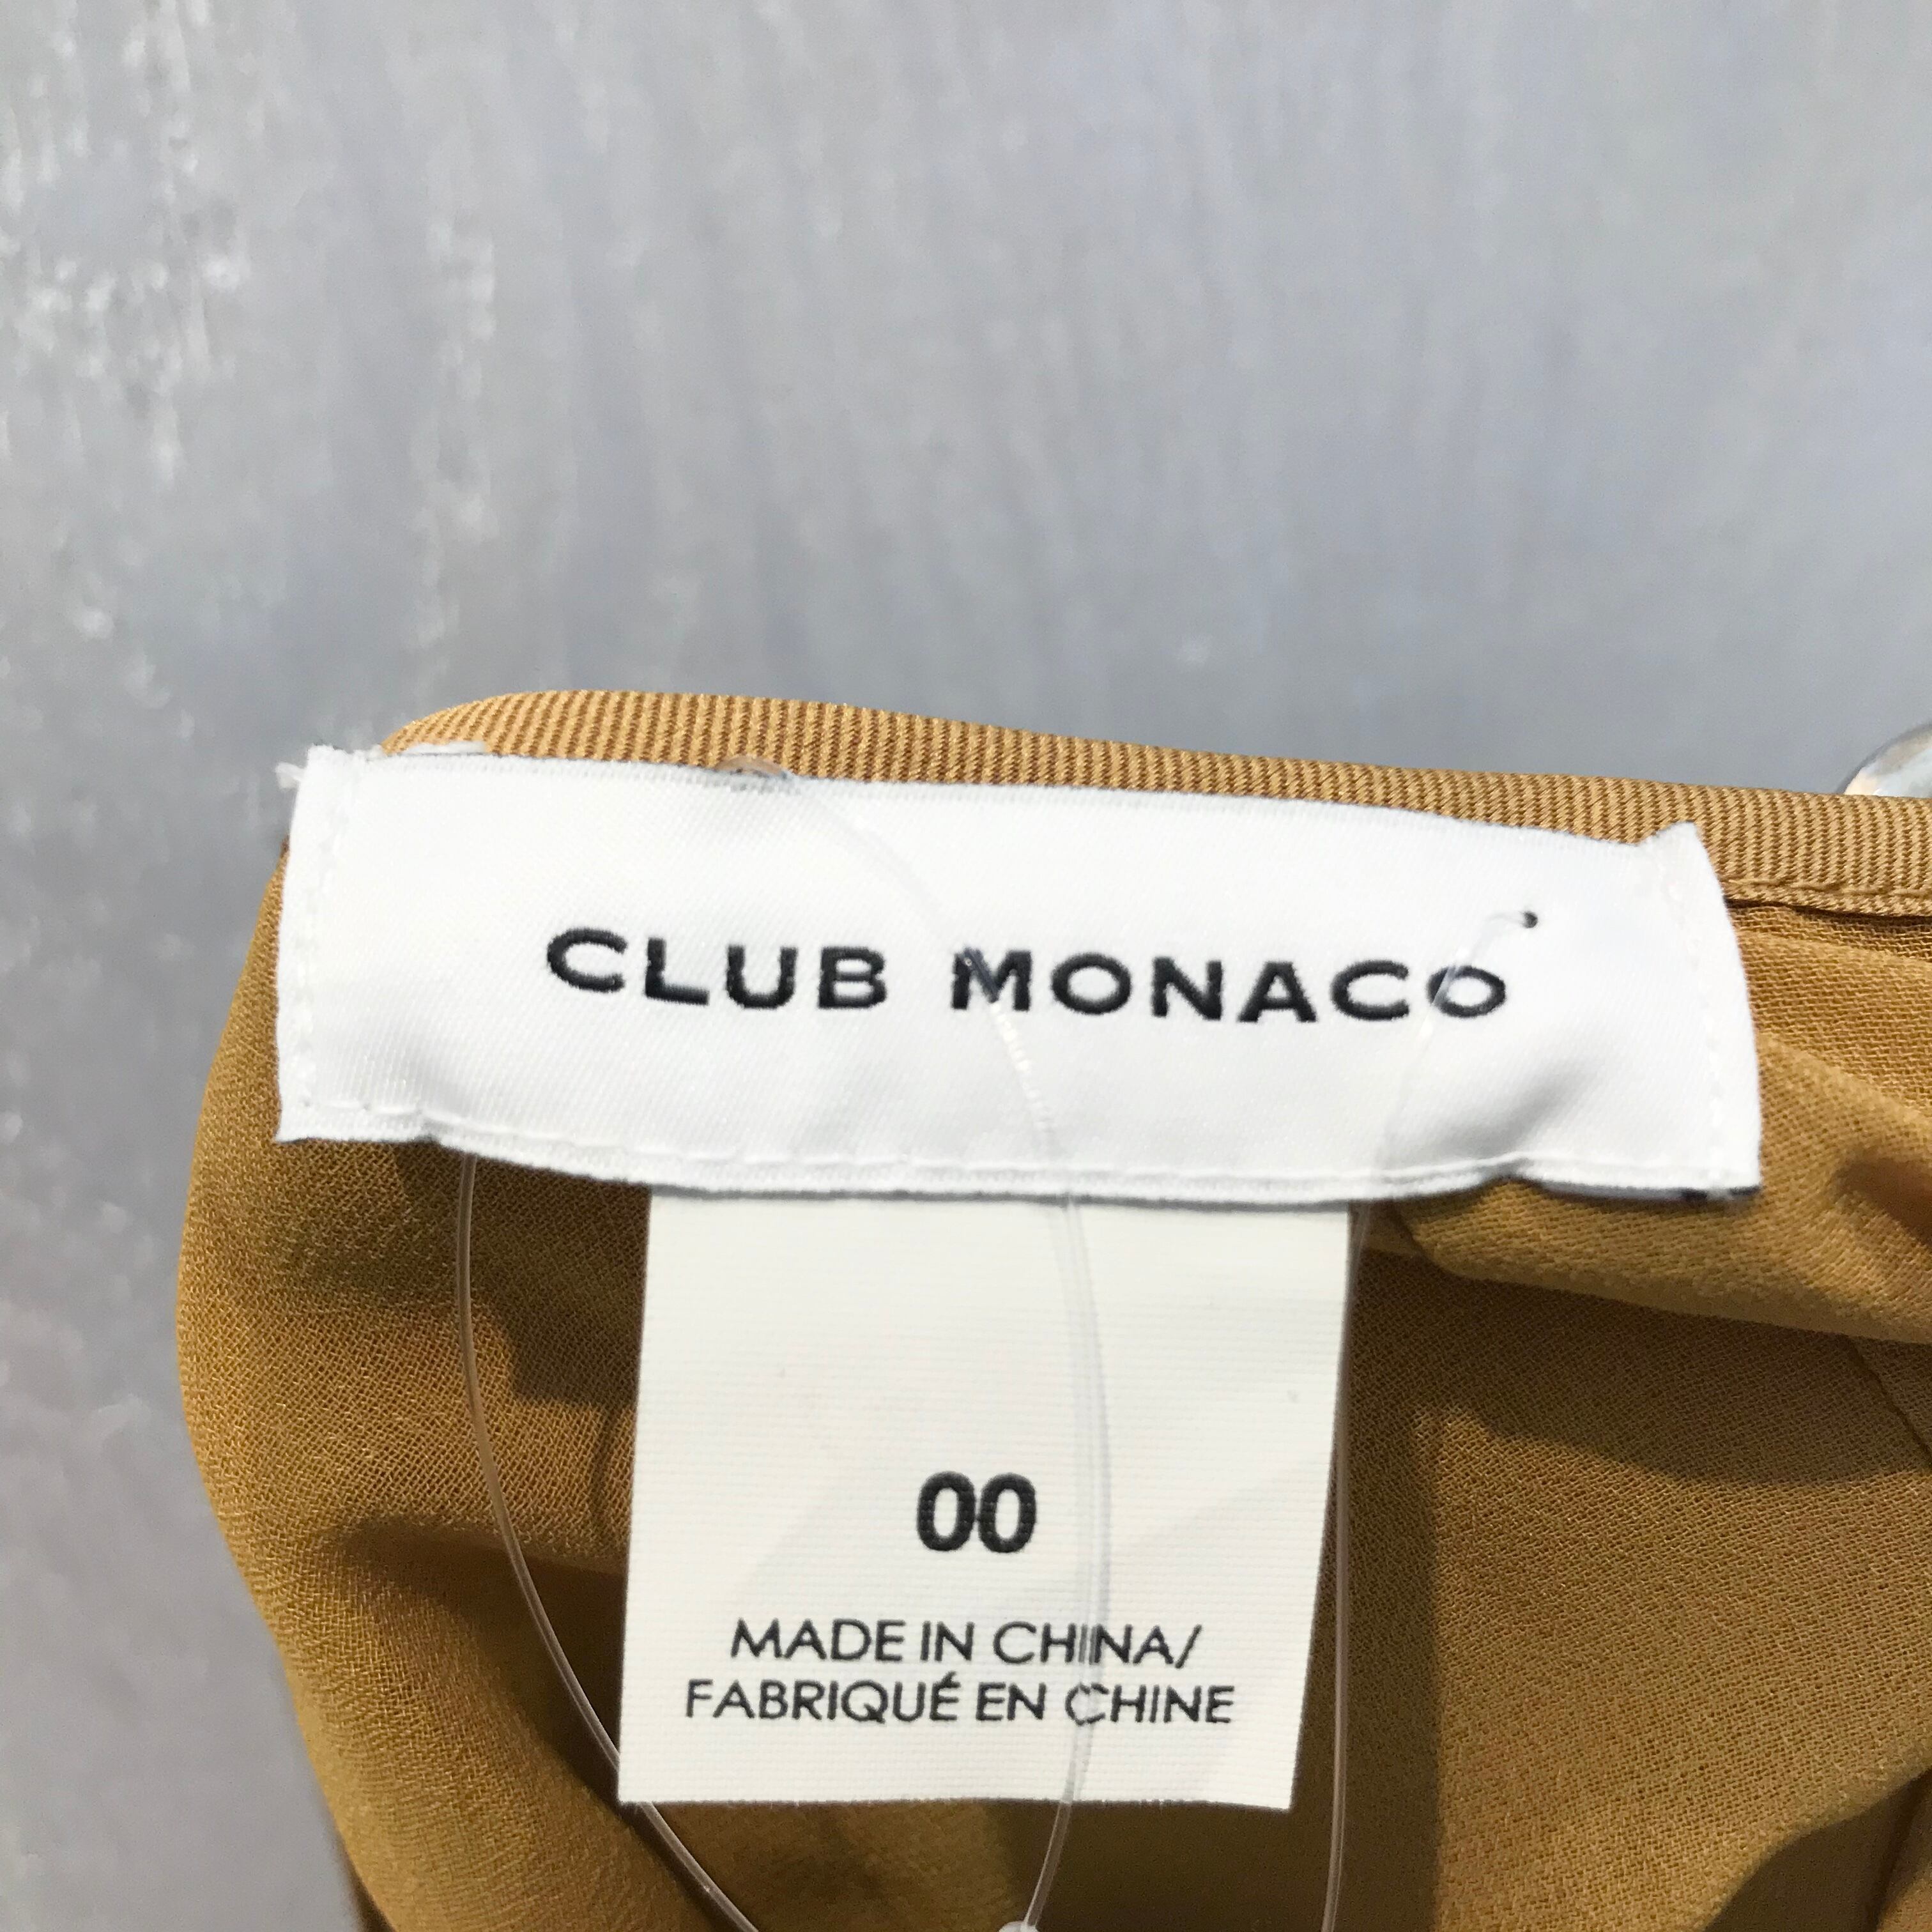 CLUB MONACO
00
MADE IN CHINA/
FABRIQUÉ EN CHINE